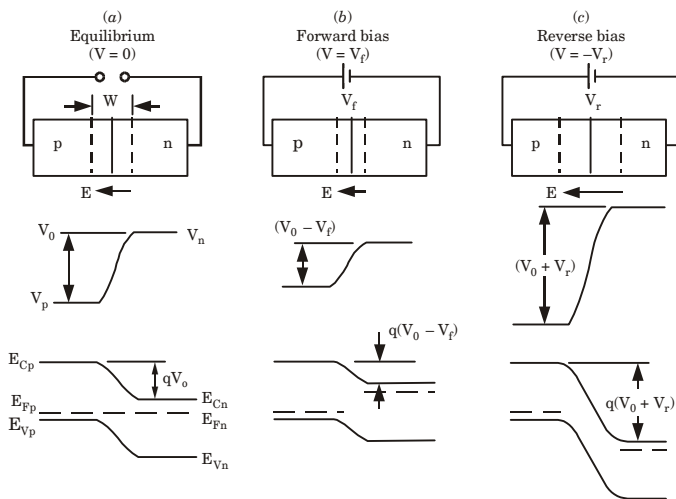 (a)
Equilibrium
(V = 0)
(b)
Forward bias
(V = V_f)
(c)
Reverse bias
(V = –V_r)
W
V_f
V_r
p
n
p
n
p
n
E
E
E
V_0
V_n
V_p
(V_0 – V_f)
(V_0 + V_r)
q(V_0 – V_f)
E_Cp
qV_o
E_Cn
E_Fp
E_Fn
E_Vp
E_Vn
q(V_0 + V_r)